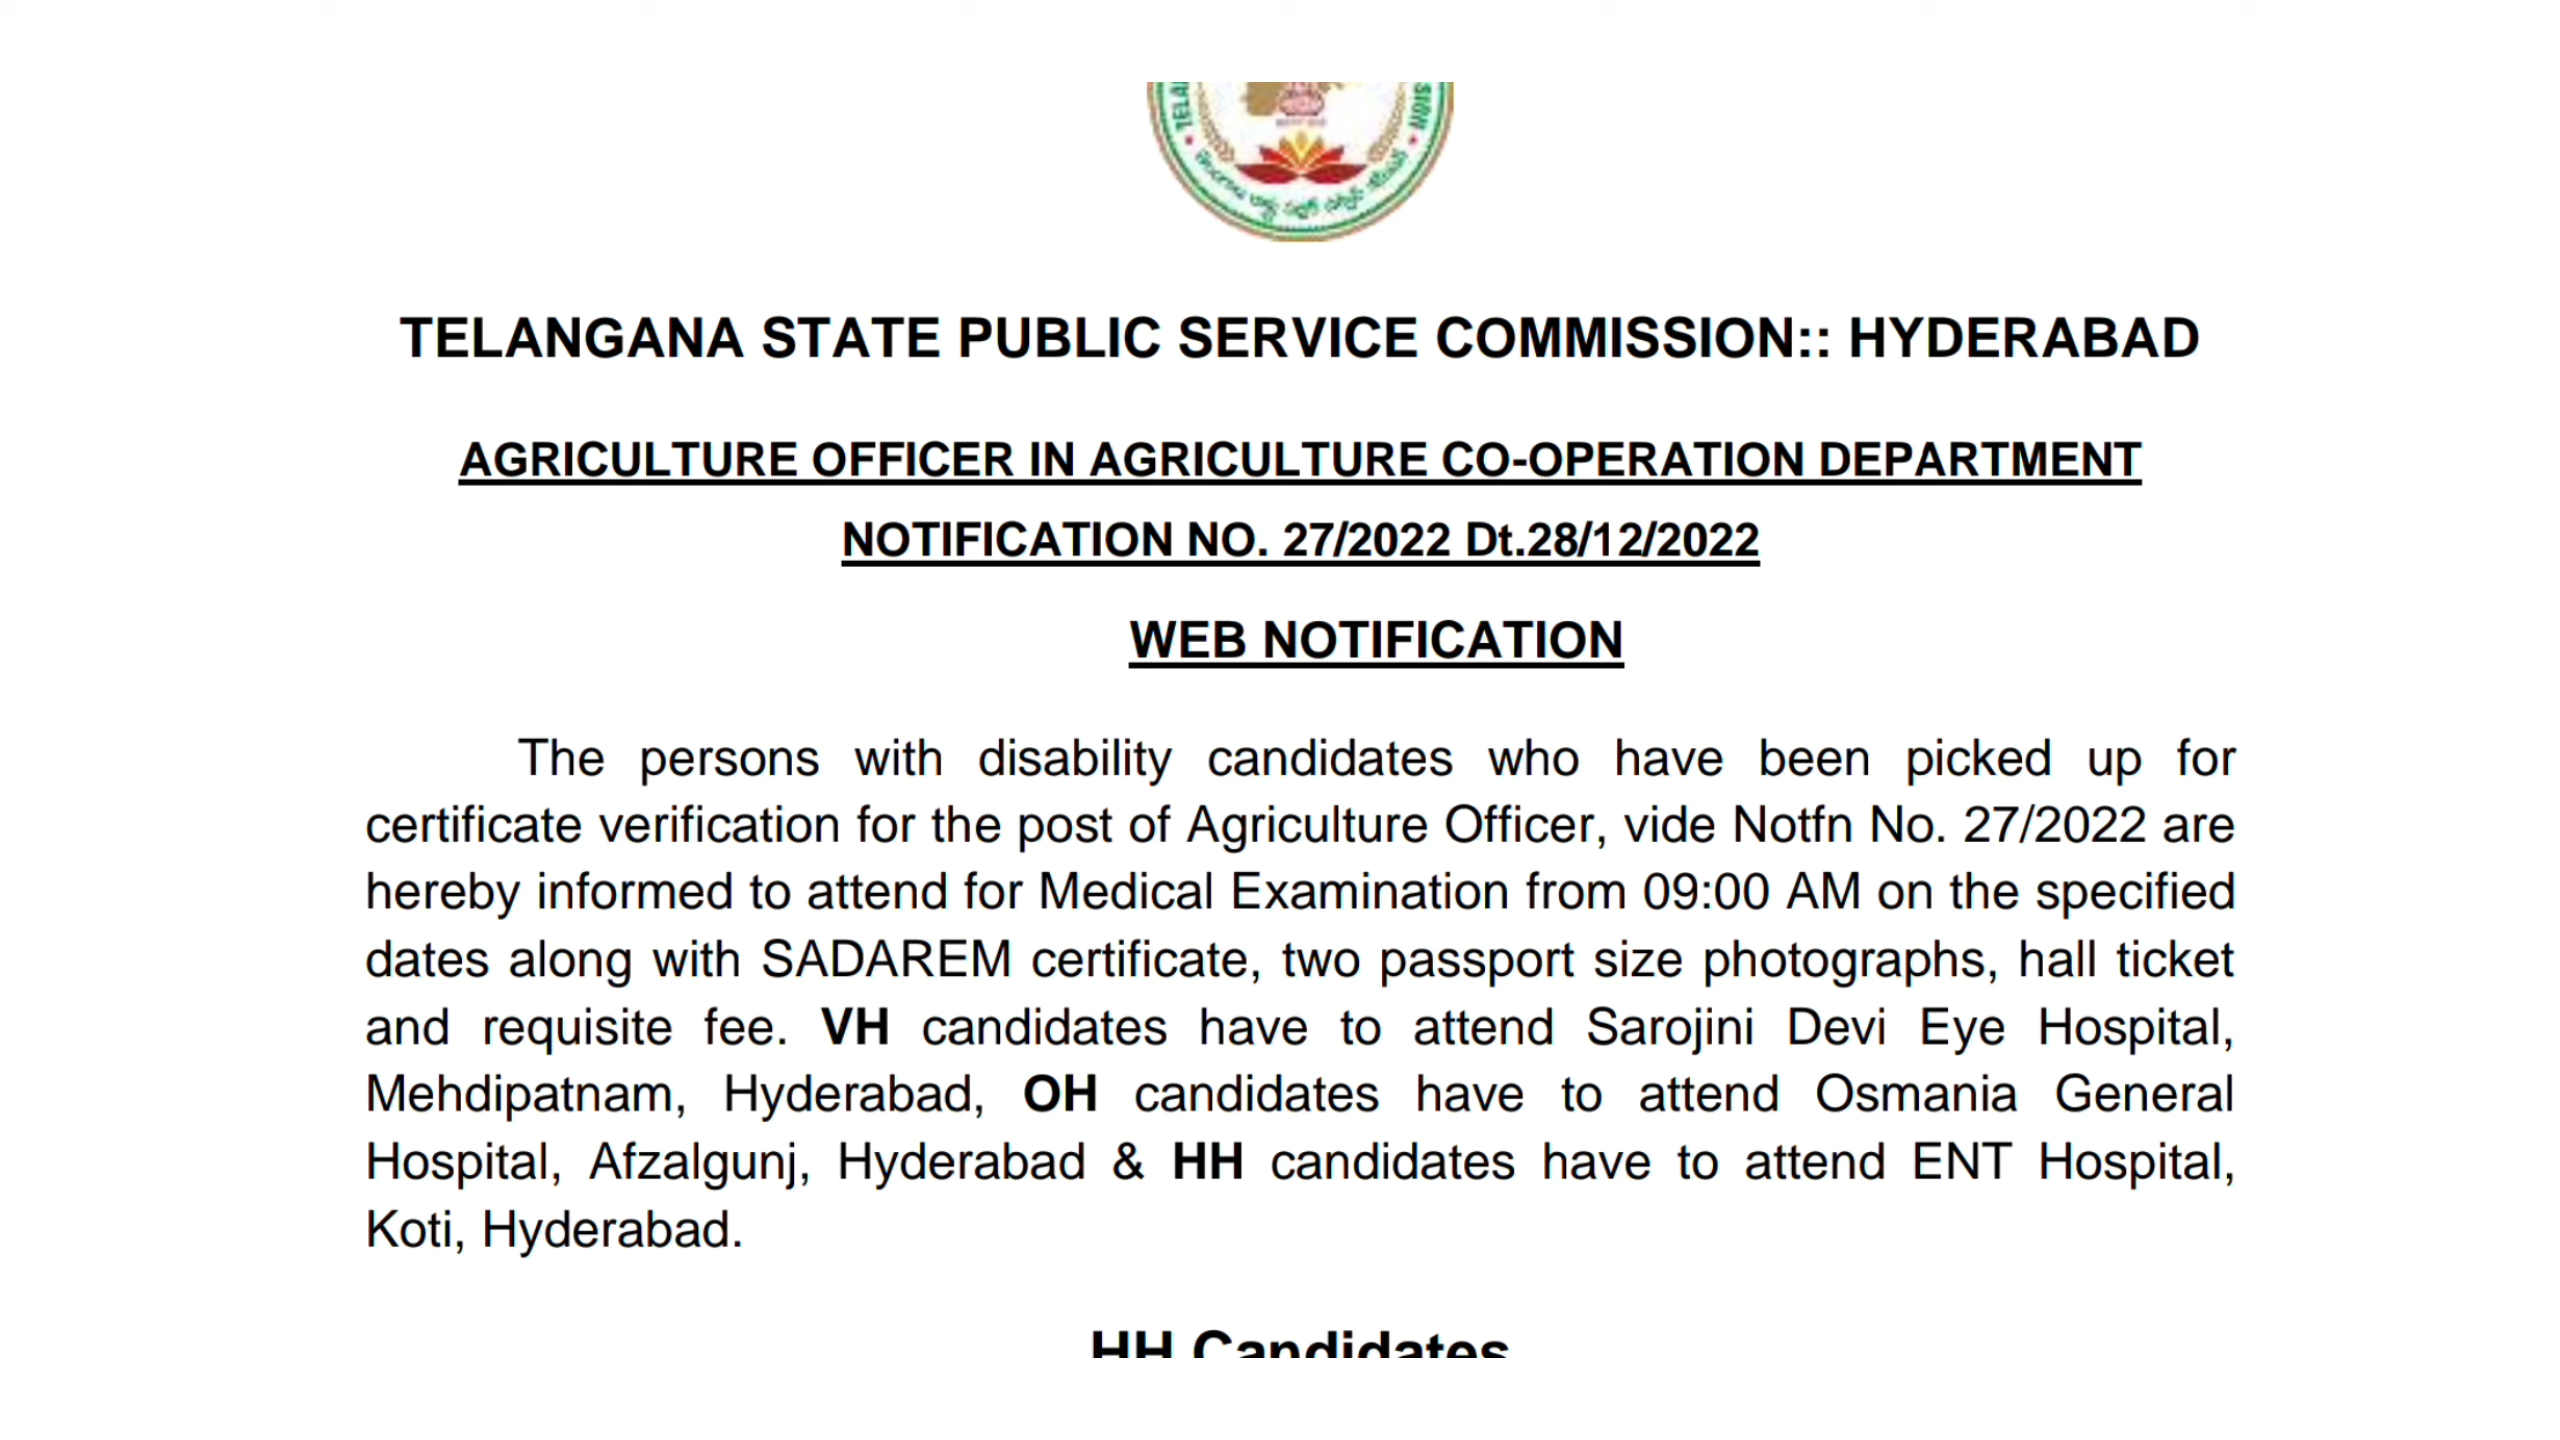 TELA
SION
TELANGANA STATE PUBLIC SERVICE COMMISSION:: HYDERABAD
AGRICULTURE OFFICER IN AGRICULTURE CO-OPERATION DEPARTMENT
NOTIFICATION NO. 27/2022 Dt.28/12/2022
WEB NOTIFICATION
The persons with disability candidates who have been picked up for
certificate verification for the post of Agriculture Officer, vide Notfn No. 27/2022 are
hereby informed to attend for Medical Examination from 09:00 AM on the specified
dates along with SADAREM certificate, two passport size photographs, hall ticket
and requisite fee. VH candidates have to attend Sarojini Devi Eye Hospital,
Mehdipatnam, Hyderabad, OH candidates have to attend Osmania General
Hospital, Afzalgunj, Hyderabad & HH candidates have to attend ENT Hospital,
Koti, Hyderabad.
HH Candidates